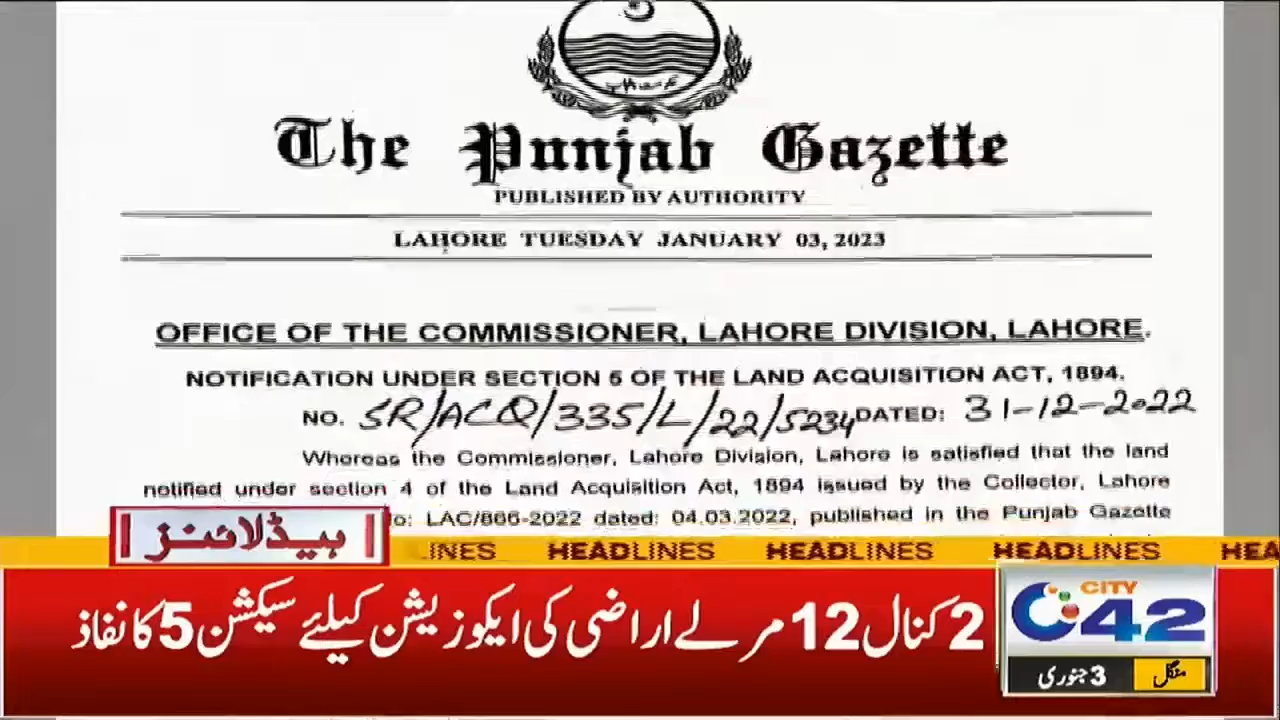 حکومت پنجاب
The Punjab Gazette
PUBLISHED BY AUTHORITY
LAHORE TUESDAY JANUARY 03, 2023
OFFICE OF THE COMMISSIONER, LAHORE DIVISION, LAHORE.
NOTIFICATION UNDER SECTION 5 OF THE LAND ACQUISITION ACT, 1894.
NO. SR/ACQ/335/L/22/5234 DATED: 31-12-2022
Whereas the Commissioner, Lahore Division, Lahore is satisfied that the land
notified under section 4 of the Land Acquisition Act, 1894 issued by the Collector, Lahore
o: LAC/866-2022 dated: 04.03.2022, published in the Punjab Gazette
ہیڈلائنز
LINES HEADLINES HEADLINES HEADLINES HEA
2 کنال 12 مرلے اراضی کی ایکوزیشن کیلئے سیکشن 5 کا نفاذ
CITY
42
منگل 3 جنوری